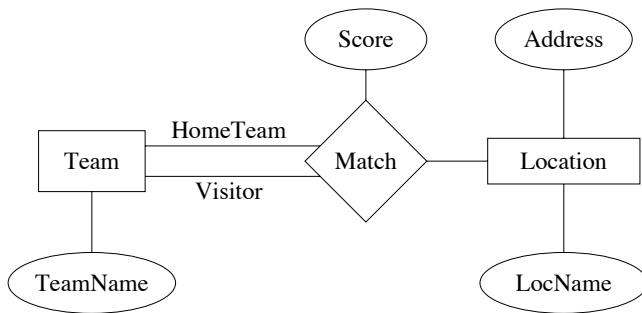 Score
Address
HomeTeam
Team
Match
Location
Visitor
TeamName
LocName